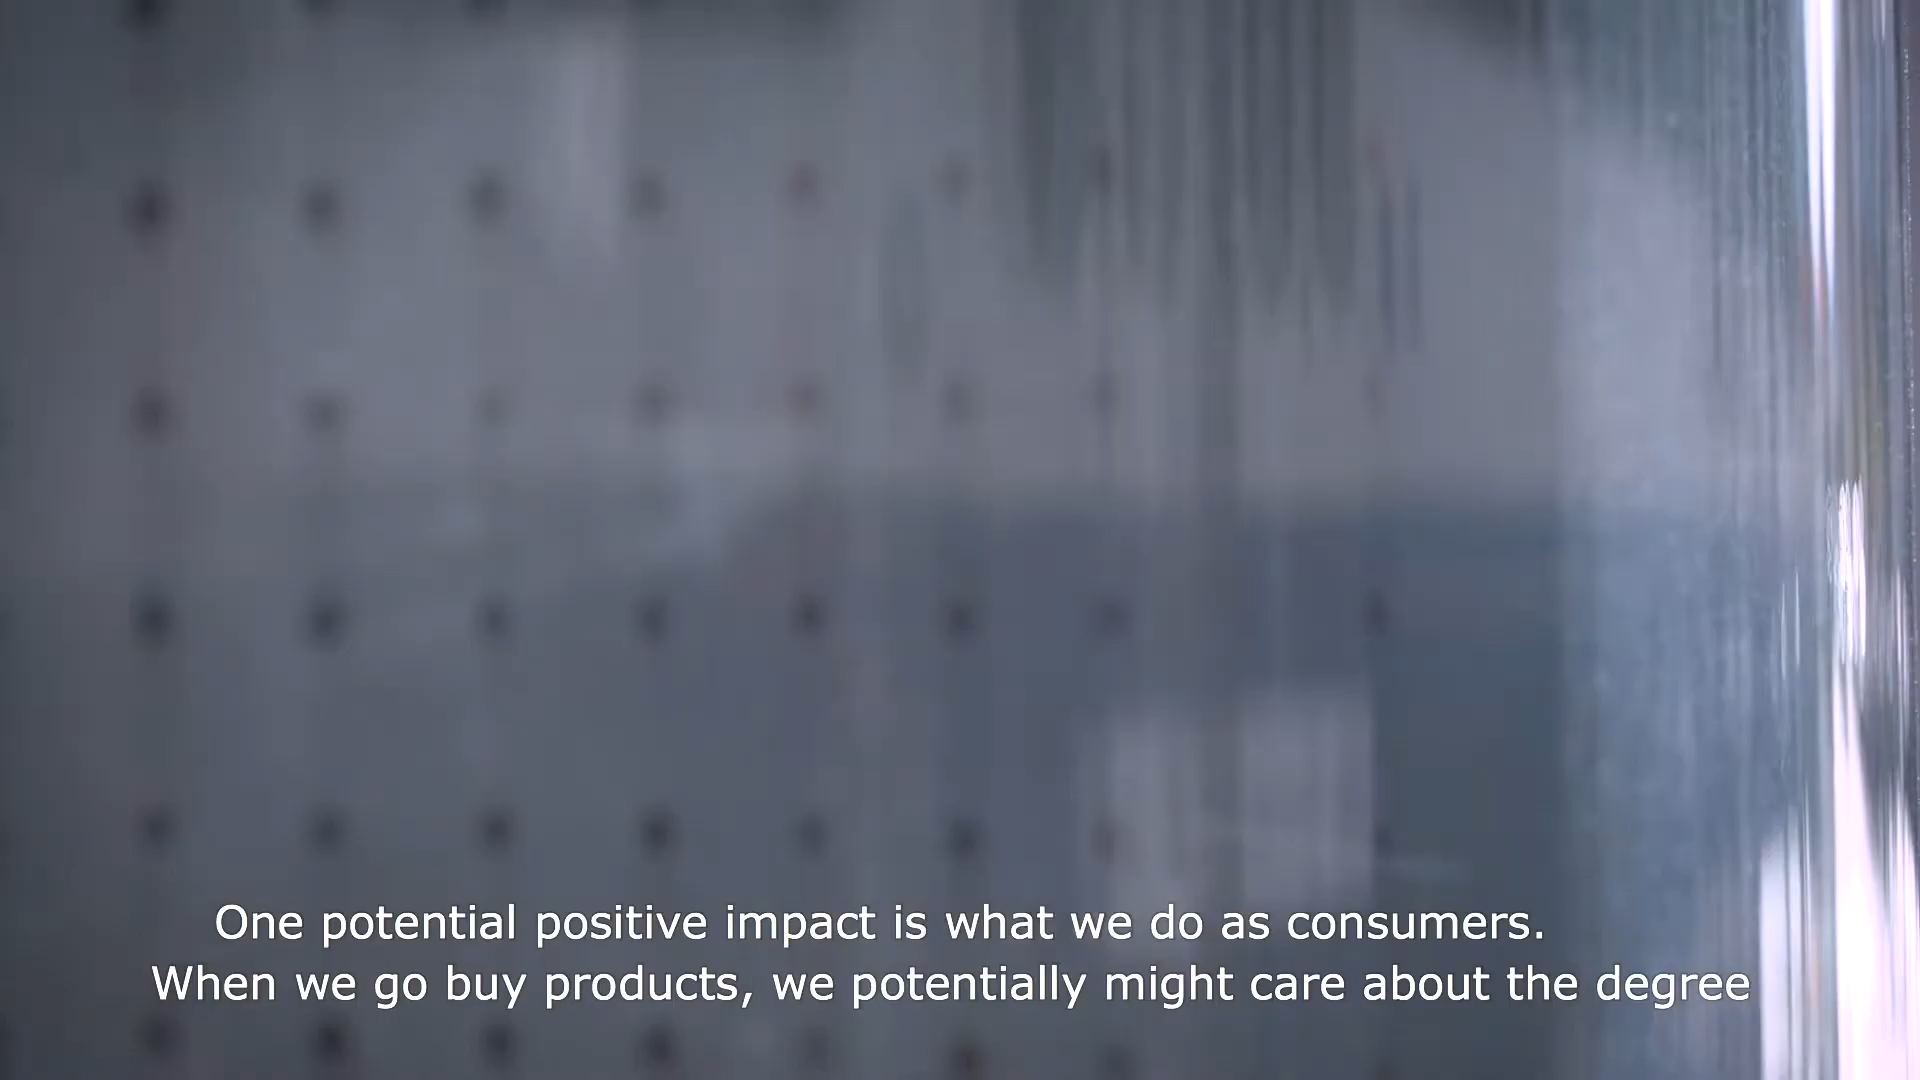 One potential positive impact is what we do as consumers.
When we go buy products, we potentially might care about the degree